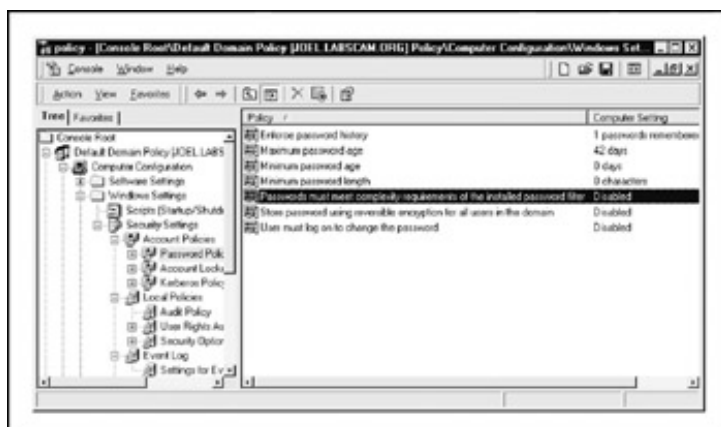 policy - [Console Root\Default Domain Policy [JOEL.LABSCAM.ORG] Policy\Computer Configuration\Windows Set...
Console Window Help
Action View Favorites
Tree Favorites
Console Root
Default Domain Policy [JOEL.LABS
Computer Configuration
Software Settings
Windows Settings
Scripts (Startup/Shutdo
Security Settings
Account Policies
Password Polic
Account Locko
Kerberos Polic
Local Policies
Audit Policy
User Rights As
Security Option
Event Log
Settings for Ev
Policy Computer Setting
Enforce password history 1 passwords remembered
Maximum password age 42 days
Minimum password age 0 days
Minimum password length 0 characters
Passwords must meet complexity requirements of the installed password filter Disabled
Store password using reversible encryption for all users in the domain Disabled
User must log on to change the password Disabled